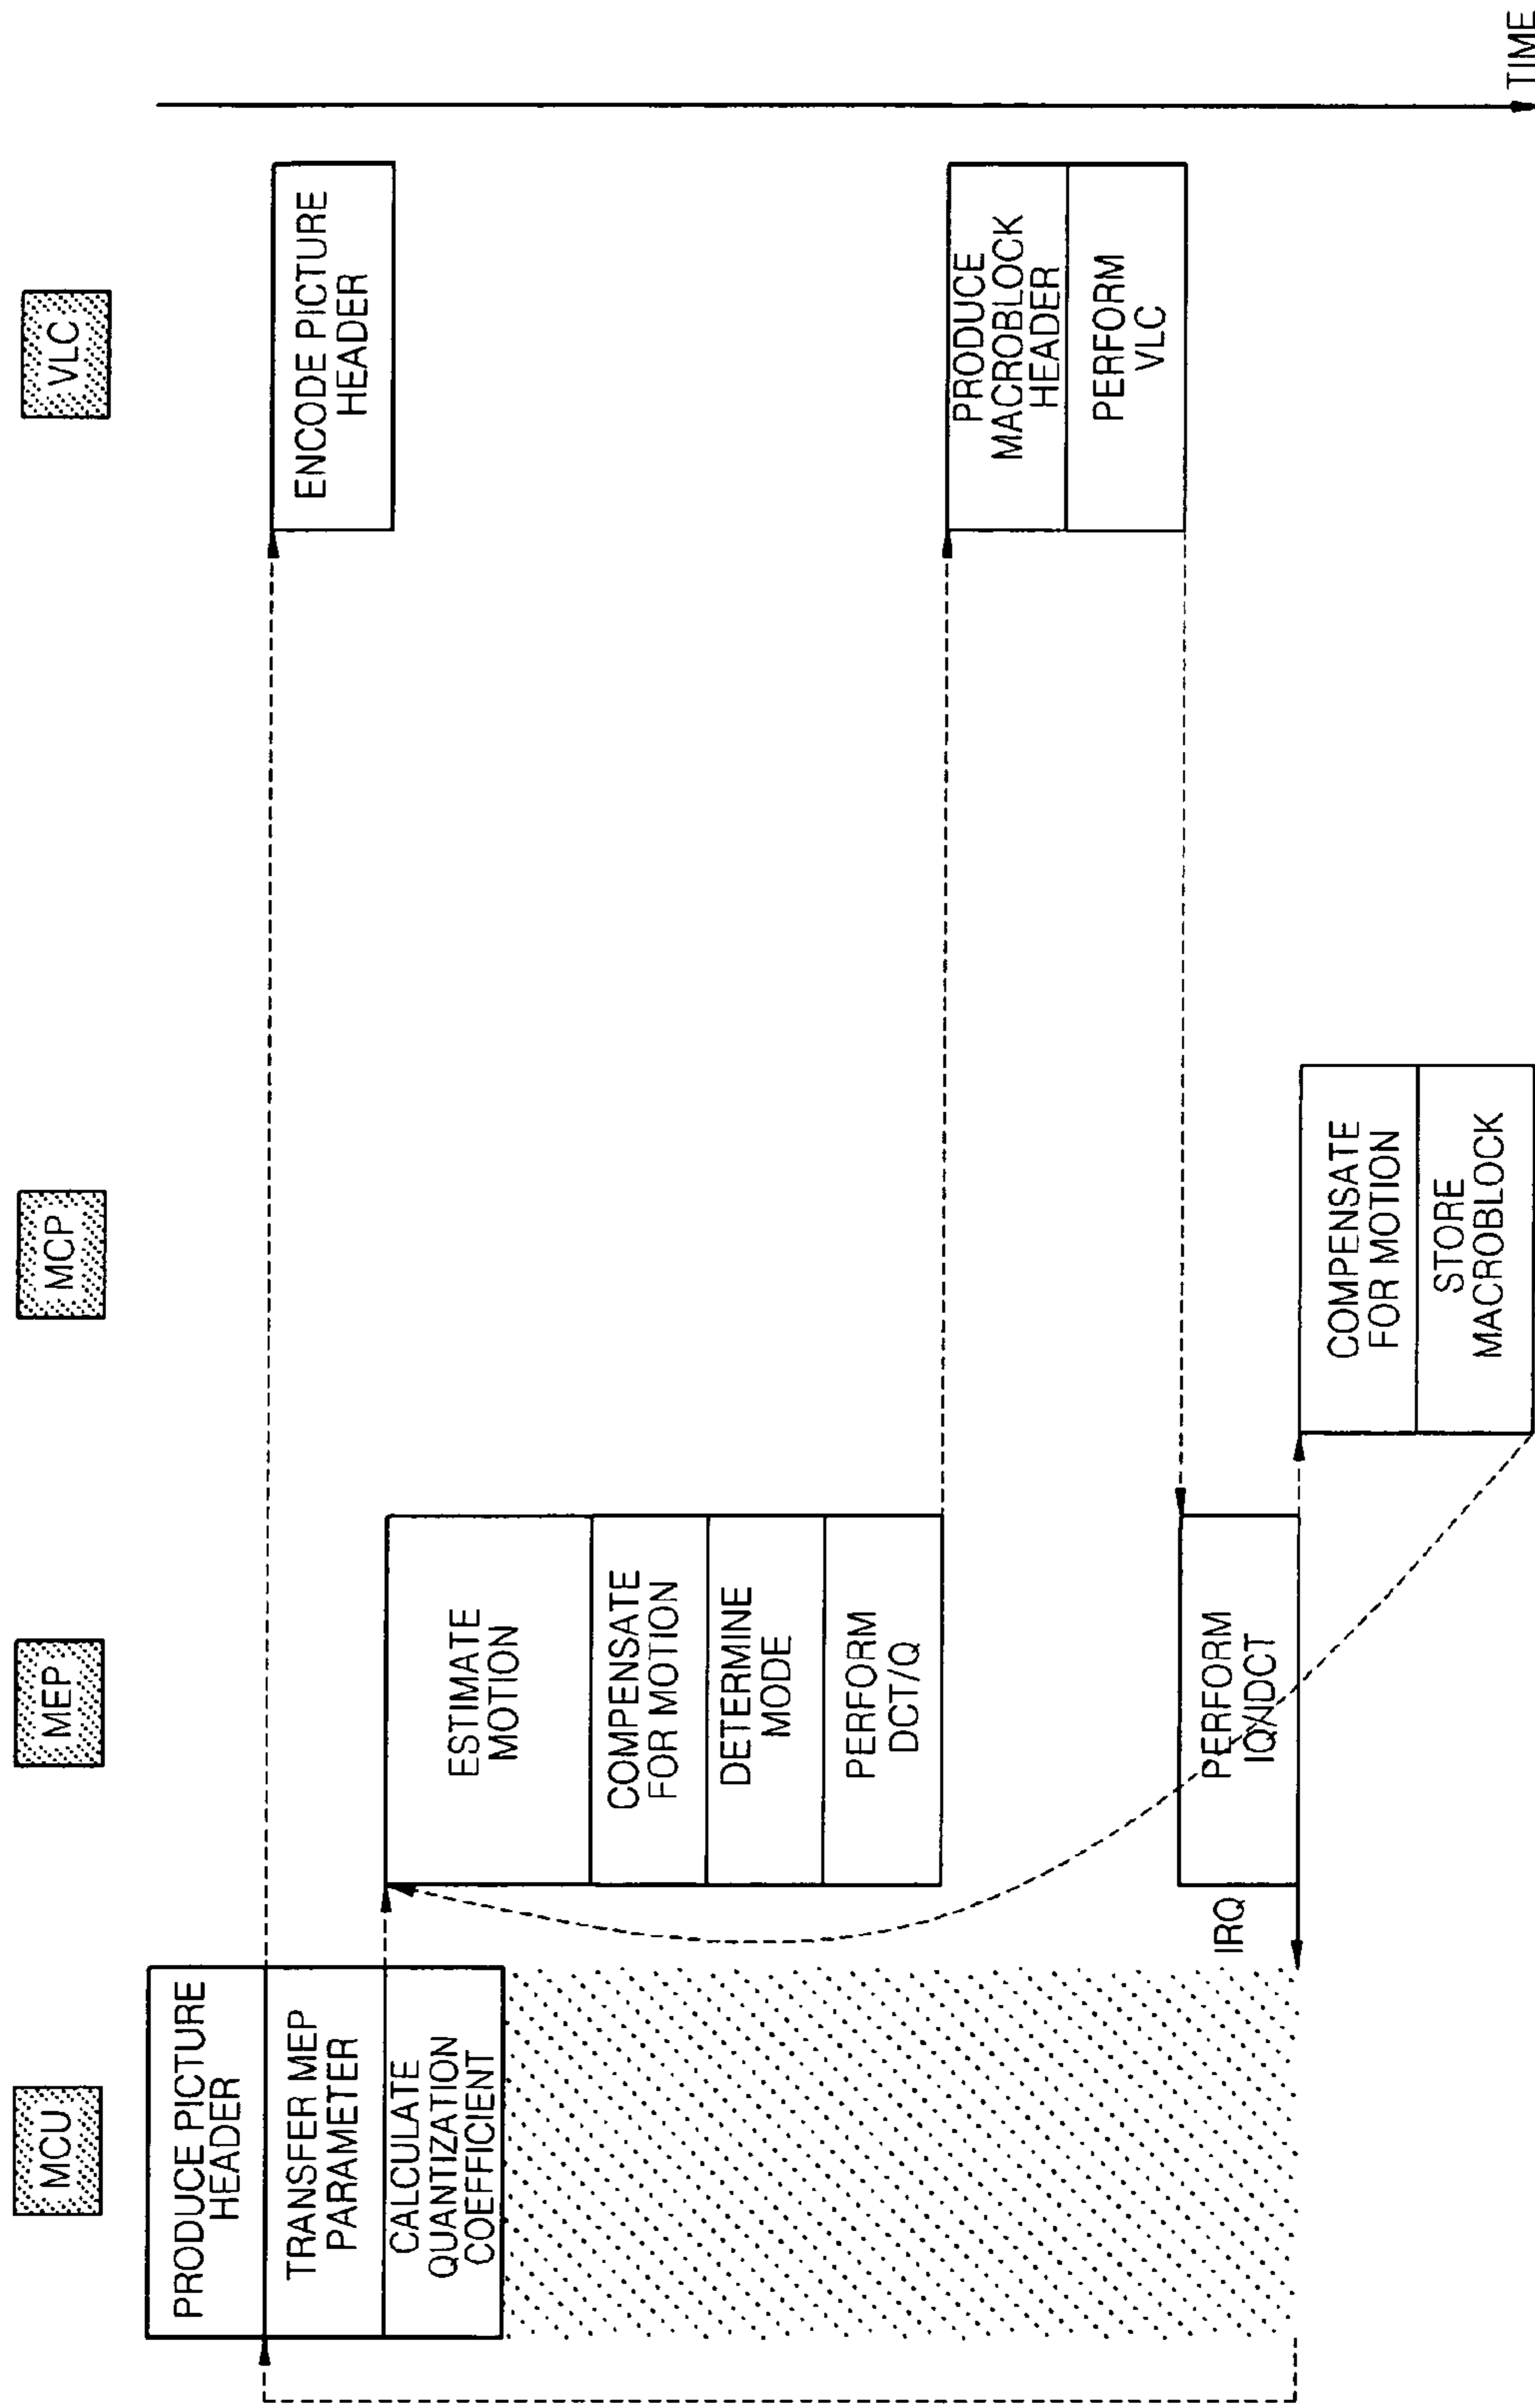 MCU
MEP
MCP
VLC
PRODUCE PICTURE
HEADER
TRANSFER MEP
PARAMETER
CALCULATE
QUANTIZATION
COEFFICIENT
ESTIMATE
MOTION
COMPENSATE
FOR MOTION
DETERMINE
MODE
PERFORM
DCT/Q
PERFORM
IQ/IDCT
IRQ
COMPENSATE
FOR MOTION
STORE
MACROBLOCK
ENCODE PICTURE
HEADER
PRODUCE
MACROBLOCK
HEADER
PERFORM
VLC
TIME